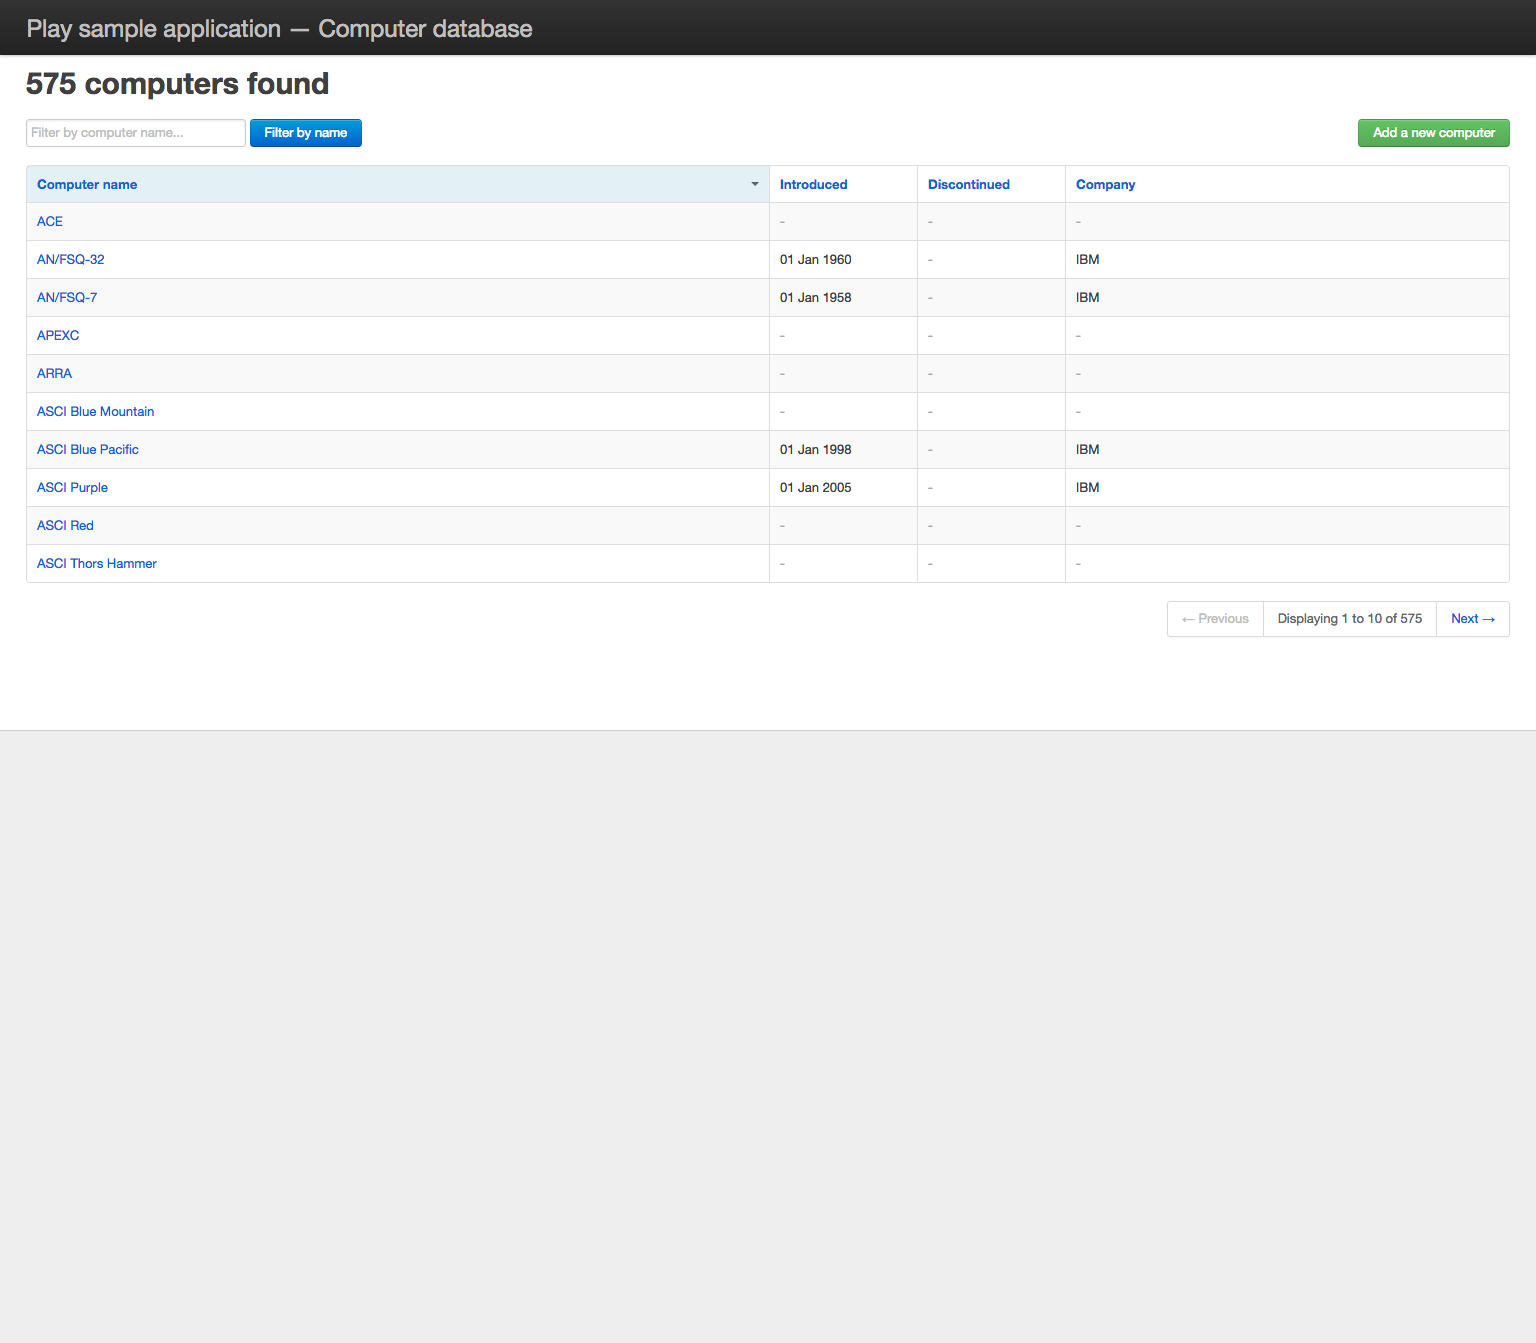 Play sample application — Computer database
575 computers found
Filter by computer name... Filter by name Add a new computer
Computer name Introduced Discontinued Company
ACE - - -
AN/FSQ-32 01 Jan 1960 - IBM
AN/FSQ-7 01 Jan 1958 - IBM
APEXC - - -
ARRA - - -
ASCI Blue Mountain - - -
ASCI Blue Pacific 01 Jan 1998 - IBM
ASCI Purple 01 Jan 2005 - IBM
ASCI Red - - -
ASCI Thors Hammer - - -
← Previous Displaying 1 to 10 of 575 Next →